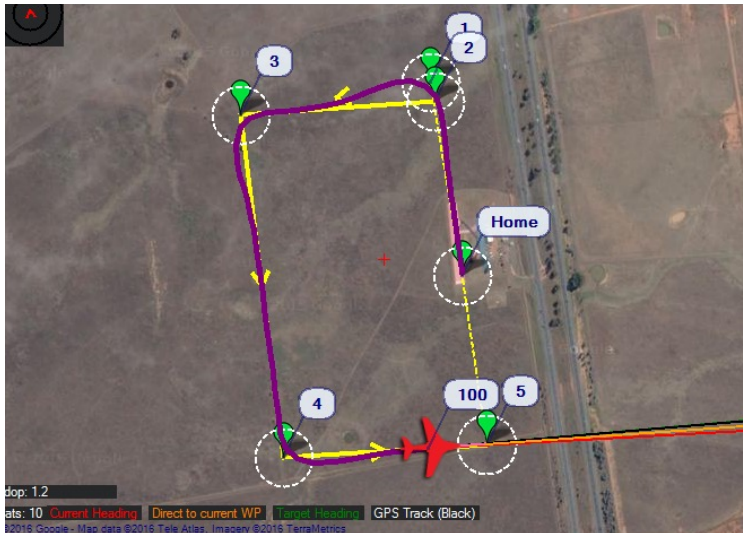 1
2
3
Home
100
5
4
dop: 1.2
ats: 10 Current Heading Direct to current WP Target Heading GPS Track (Black)
©2016 Google - Map data ©2016 Tele Atlas, Imagery ©2016 TerraMetrics